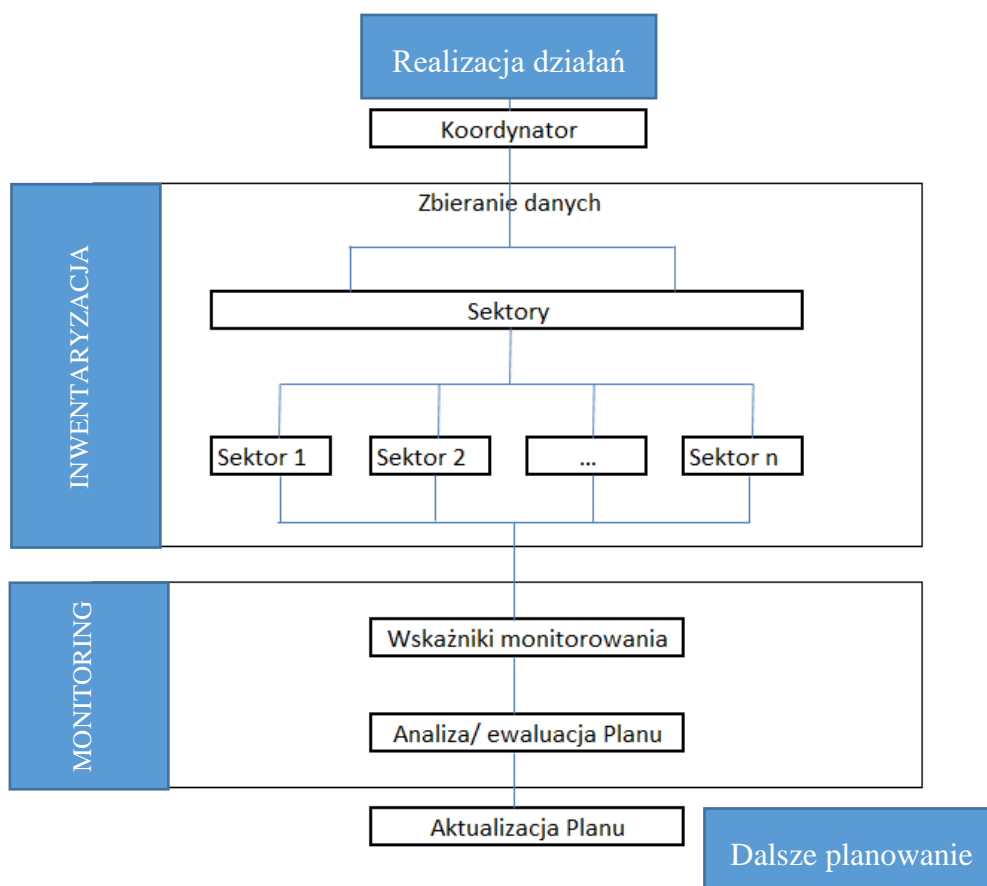 Realizacja działań
Koordynator
INWENTARYZACJA
Zbieranie danych
Sektory
Sektor 1
Sektor 2
...
Sektor n
MONITORING
Wskażniki monitorowania
Analiza/ ewaluacja Planu
Aktualizacja Planu
Dalsze planowanie